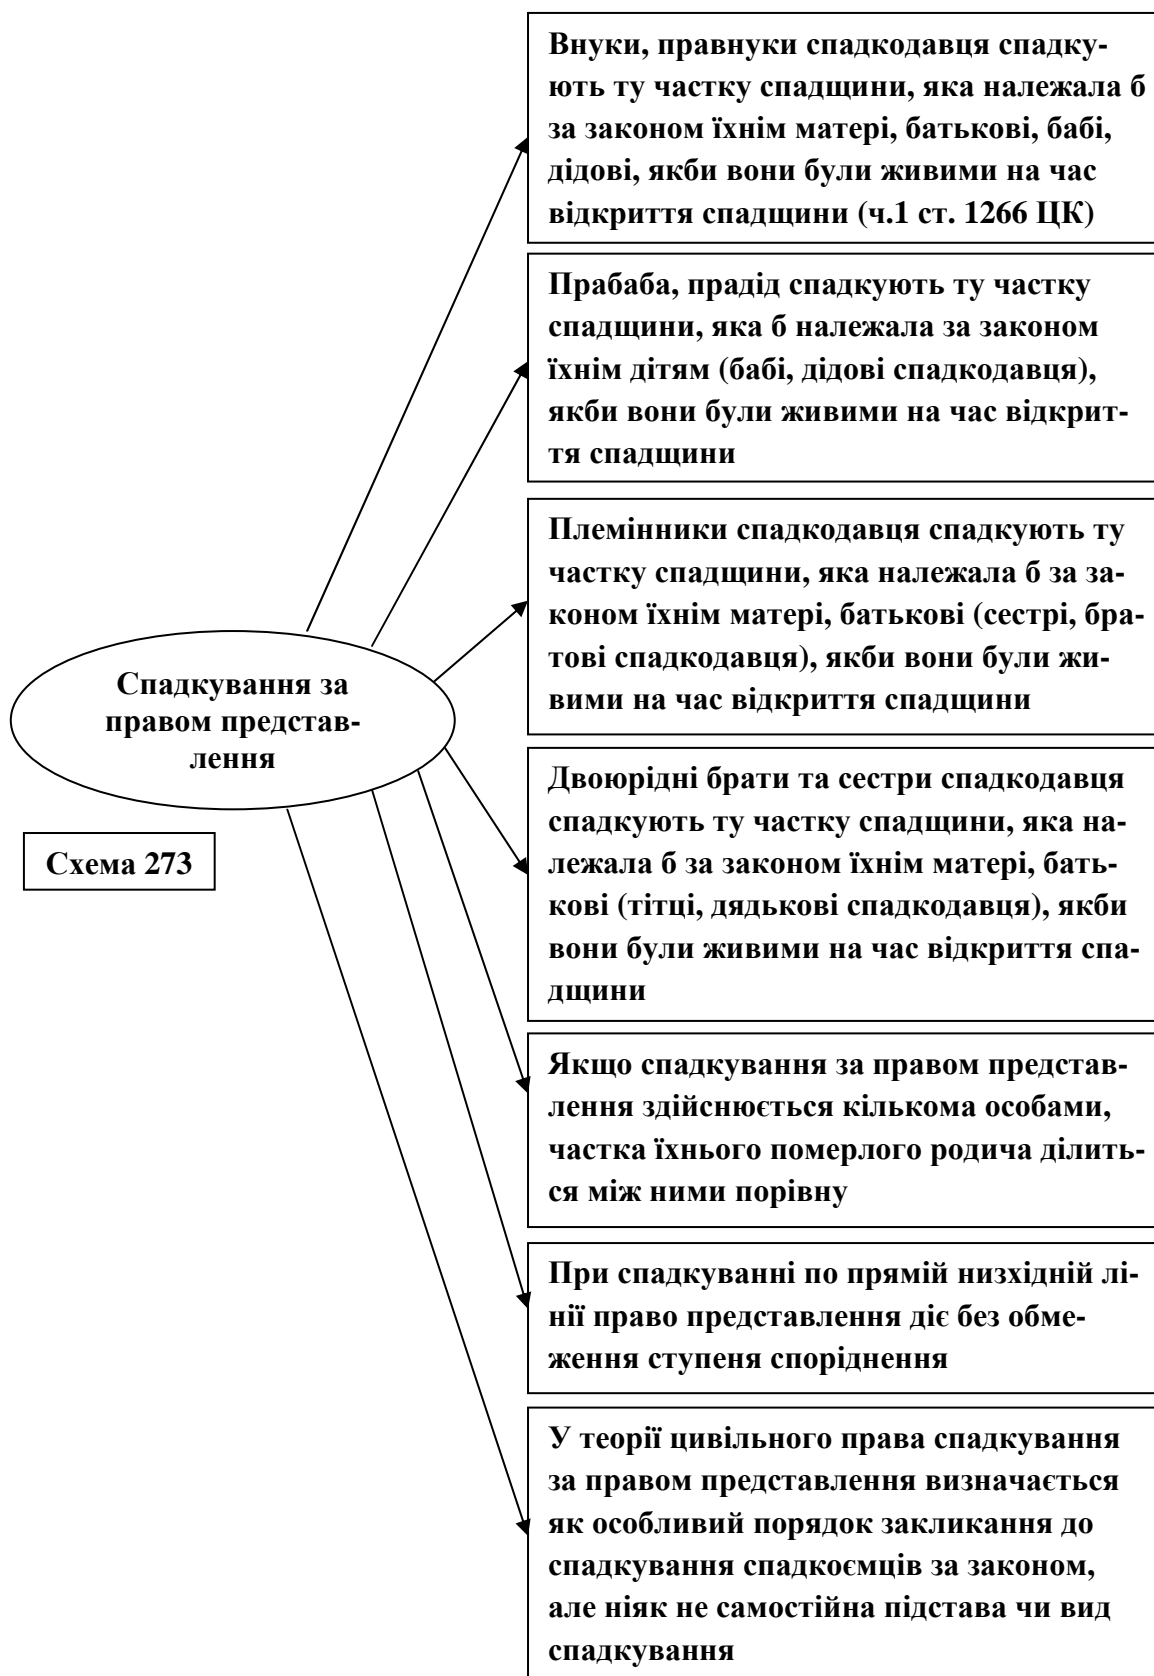 Внуки, правнуки спадкодавця спадку-
ють ту частку спадщини, яка належала б
за законом їхнім матері, батькові, бабі,
дідові, якби вони були живими на час
відкриття спадщини (ч.1 ст. 1266 ЦК)
Прабаба, прадід спадкують ту частку
спадщини, яка б належала за законом
їхнім дітям (бабі, дідові спадкодавця),
якби вони були живими на час відкрит-
тя спадщини
Племінники спадкодавця спадкують ту
частку спадщини, яка належала б за за-
коном їхнім матері, батькові (сестрі, бра-
тові спадкодавця), якби вони були жи-
вими на час відкриття спадщини
Спадкування за
правом представ-
лення
Двоюрідні брати та сестри спадкодавця
спадкують ту частку спадщини, яка на-
лежала б за законом їхнім матері, бать-
кові (тітці, дядькові спадкодавця), якби
вони були живими на час відкриття спа-
дщини
Схема 273
Якщо спадкування за правом представ-
лення здійснюється кількома особами,
частка їхнього померлого родича ділить-
ся між ними порівну
При спадкуванні по прямій низхідній лі-
нії право представлення діє без обме-
ження ступеня споріднення
У теорії цивільного права спадкування
за правом представлення визначається
як особливий порядок закликання до
спадкування спадкоємців за законом,
але ніяк не самостійна підстава чи вид
спадкування